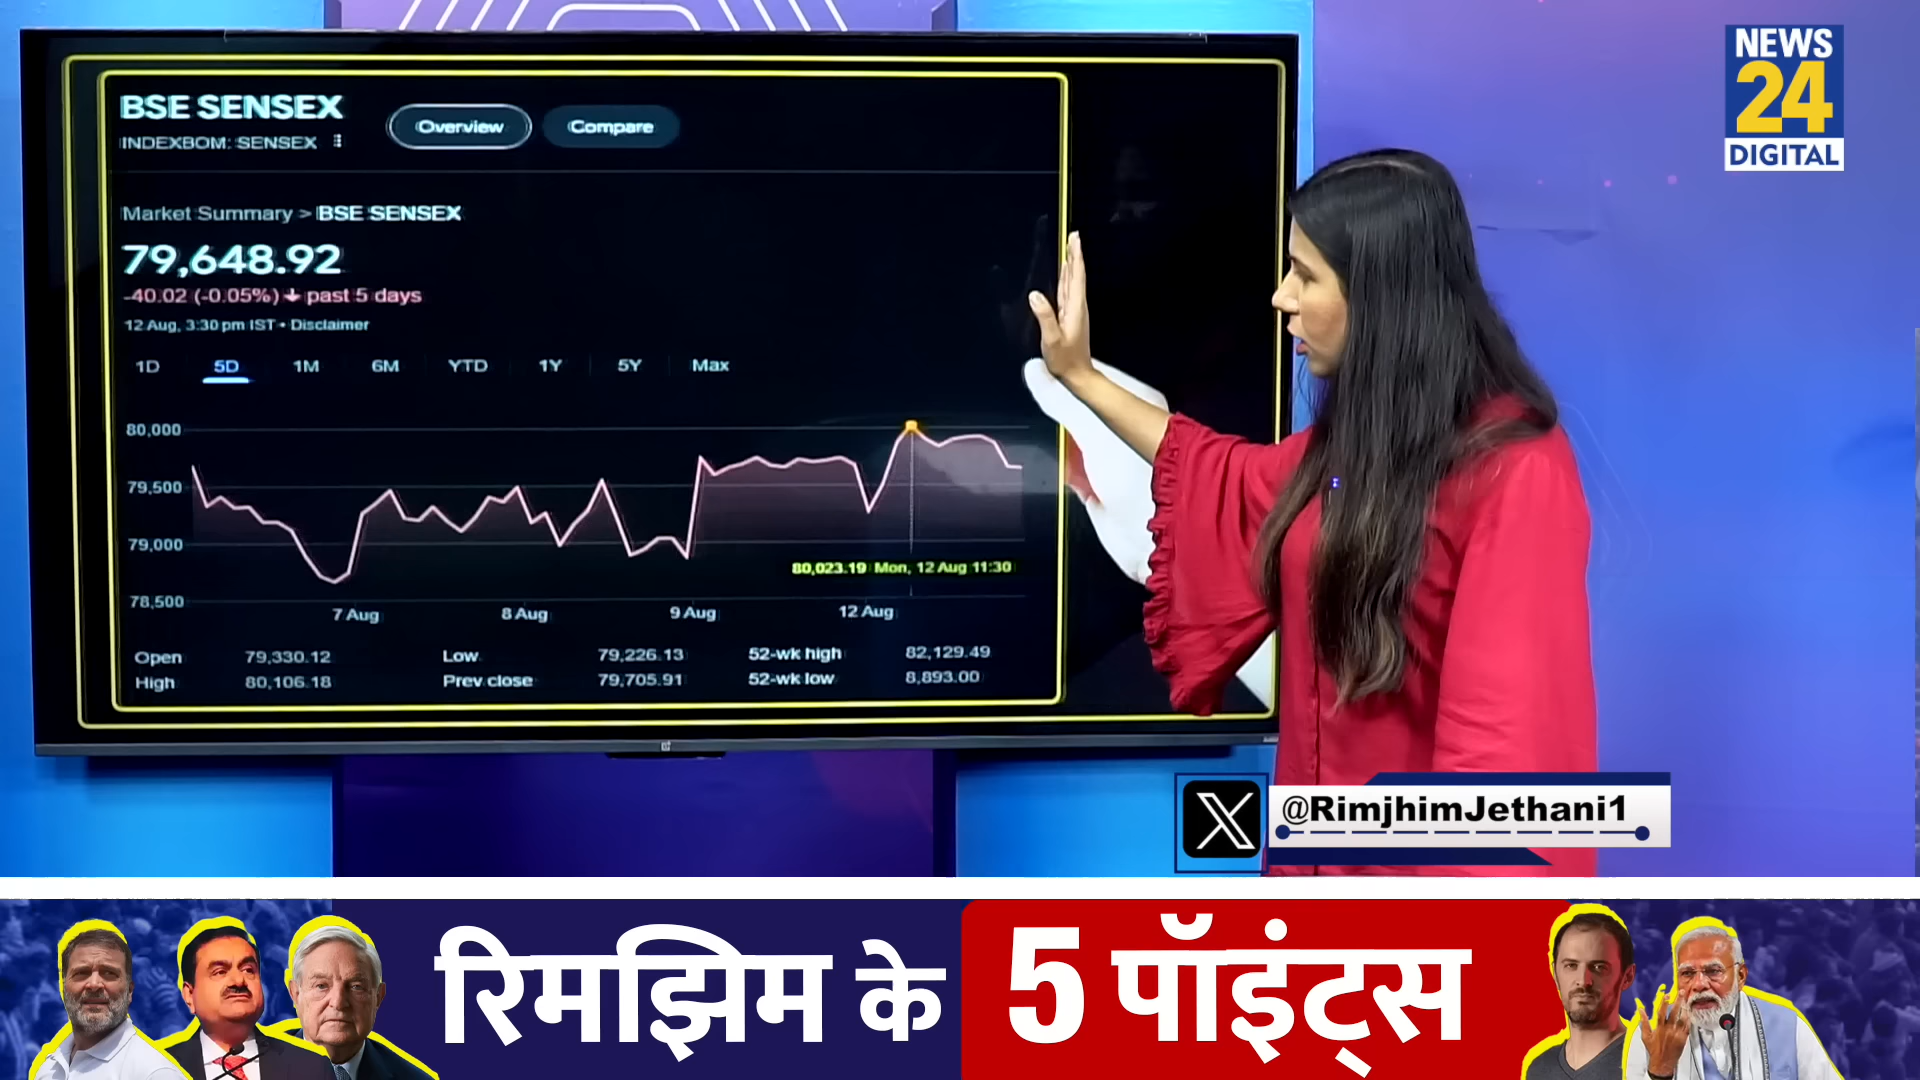 NEWS
24
DIGITAL
BSE SENSEX
INDEXBOM: SENSEX
Overview
Compare
Market Summary > BSE SENSEX
79,648.92
-40.02 (-0.05%) ↓ past 5 days
12 Aug, 3:30 pm IST • Disclaimer
1D 5D 1M 6M YTD 1Y 5Y Max
80,000
79,500
79,000
78,500
80,023.19 Mon, 12 Aug 11:30
7 Aug 8 Aug 9 Aug 12 Aug
Open 79,330.12 Low 79,226.13 52-wk high 82,129.49
High 80,106.18 Prev close 79,705.91 52-wk low 8,893.00
X @RimjhimJethani1
रिमझिम के 5 पॉइंट्स